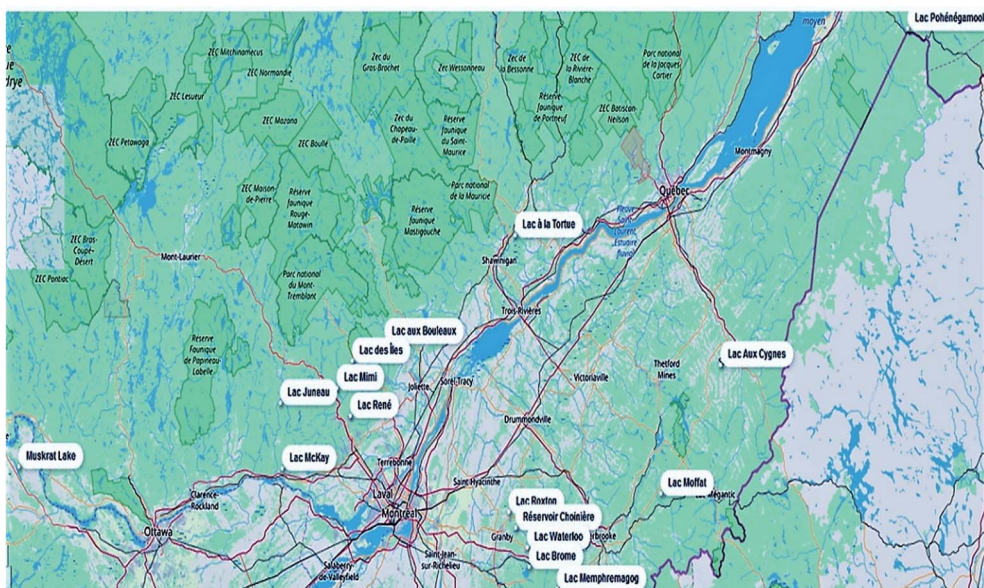 moyen
Lac Pohénégamook
ZEC Mitchinamecus
ZEC Normandie
Zec du
Gros-Brochet
Zec Wessonneau
Zec de
la Bessonne
ZEC de
la Rivière-
Blanche
Parc national
de la Jacques-
Cartier
ZEC Lesueur
ZEC Mazana
ZEC Boullé
Zec du
Chapeau-
de-Paille
Réserve
faunique
du Saint-
Maurice
Réserve
faunique
de Portneuf
ZEC Batiscan-
Neilson
ZEC Petawaga
Montmagny
ZEC Maison-
de-Pierre
Réserve
faunique
Rouge-
Matawin
Parc national
de la Mauricie
Réserve
faunique
Mastigouche
Québec
Fleuve
Saint-
Laurent
Estuaire
fluvial
Lac à la Tortue
ZEC Bras-
Coupé-
Désert
Mont-Laurier
Shawinigan
ZEC Pontiac
Parc national
du Mont-
Tremblant
Trois-Rivières
Lac aux Bouleaux
Lac des Îles
Lac Aux Cygnes
Réserve
Faunique
de Papineau-
Labelle
Lac Mimi
Joliette
Sorel-Tracy
Victoriaville
Thetford
Mines
Lac Juneau
Lac René
Drummondville
Muskrat Lake
Lac McKay
Terrebonne
Saint-Hyacinthe
Lac Moffat
Clarence-
Rockland
Laval
Montréal
Lac Roxton
Réservoir Choinière
Ottawa
Granby
Lac Waterloo
Lac Brome
Salaberry-
de-Valleyfield
Saint-Jean-
sur-Richelieu
Lac Memphremagog